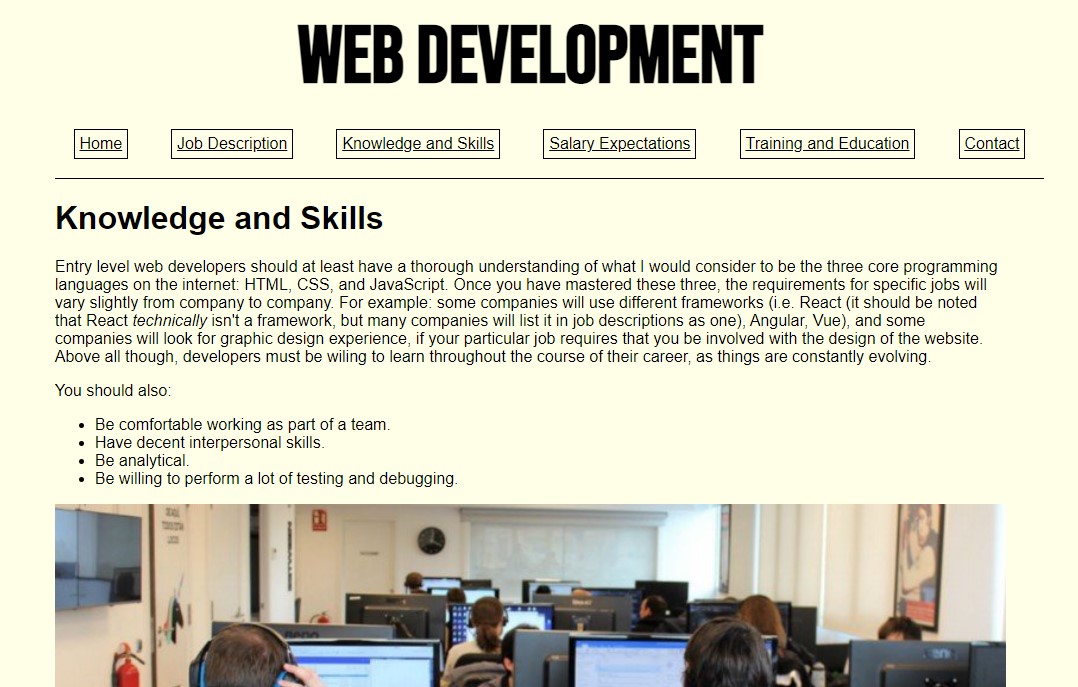 WEB DEVELOPMENT
Home Job Description Knowledge and Skills Salary Expectations Training and Education Contact
Knowledge and Skills
Entry level web developers should at least have a thorough understanding of what I would consider to be the three core programming
languages on the internet: HTML, CSS, and JavaScript. Once you have mastered these three, the requirements for specific jobs will
vary slightly from company to company. For example: some companies will use different frameworks (i.e. React (it should be noted
that React technically isn't a framework, but many companies will list it in job descriptions as one), Angular, Vue), and some
companies will look for graphic design experience, if your particular job requires that you be involved with the design of the website.
Above all though, developers must be wiling to learn throughout the course of their career, as things are constantly evolving.
You should also:
• Be comfortable working as part of a team.
• Have decent interpersonal skills.
• Be analytical.
• Be willing to perform a lot of testing and debugging.